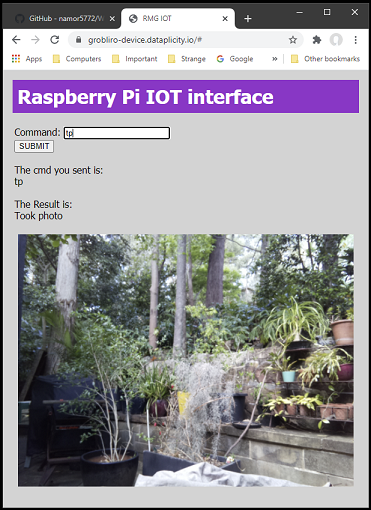 GitHub - namor5772/W
RMG IOT
grobliro-device.dataplicity.io/#
Apps
Computers
Important
Strange
Google
»
Other bookmarks
Raspberry Pi IOT interface
Command: tp
SUBMIT
The cmd you sent is:
tp
The Result is:
Took photo